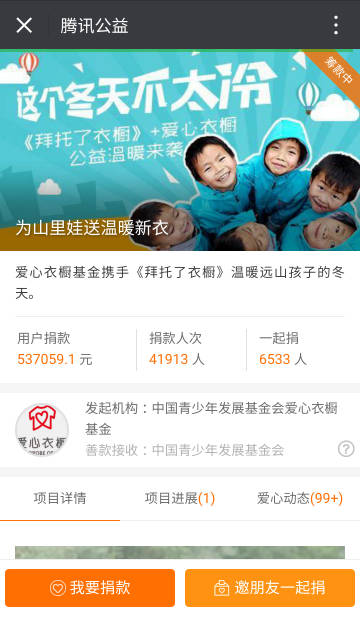 腾讯公益
筹款中
这个冬天不太冷
《拜托了衣橱》+爱心衣橱
公益温暖来袭
为山里娃送温暖新衣
爱心衣橱基金携手《拜托了衣橱》温暖远山孩子的冬
天。
用户捐款 捐款人次 一起捐
537059.1 元 41913 人 6533 人
爱心衣橱
发起机构：中国青少年发展基金会爱心衣橱
基金
善款接收：中国青少年发展基金会
?
项目详情 项目进展(1) 爱心动态(99+)
我要捐款 邀朋友一起捐